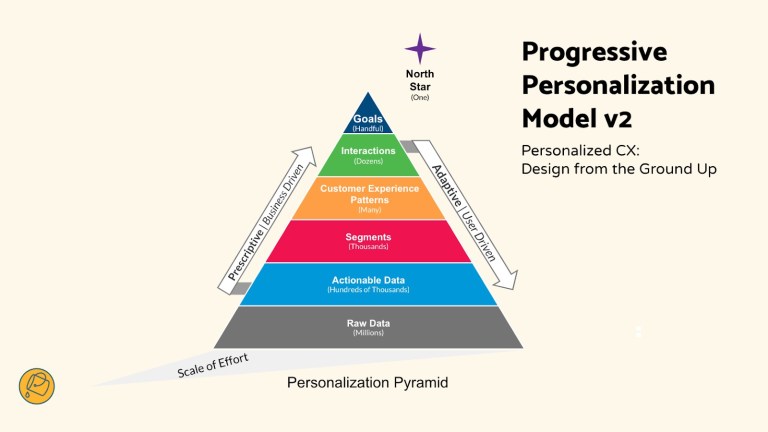 Progressive
Personalization
Model v2
Personalized CX:
Design from the Ground Up
North
Star
(One)
Goals
(Handful)
Interactions
(Dozens)
Customer Experience
Patterns
(Many)
Segments
(Thousands)
Actionable Data
(Hundreds of Thousands)
Raw Data
(Millions)
Prescriptive | Business Driven
Adaptive | User Driven
Scale of Effort
Personalization Pyramid